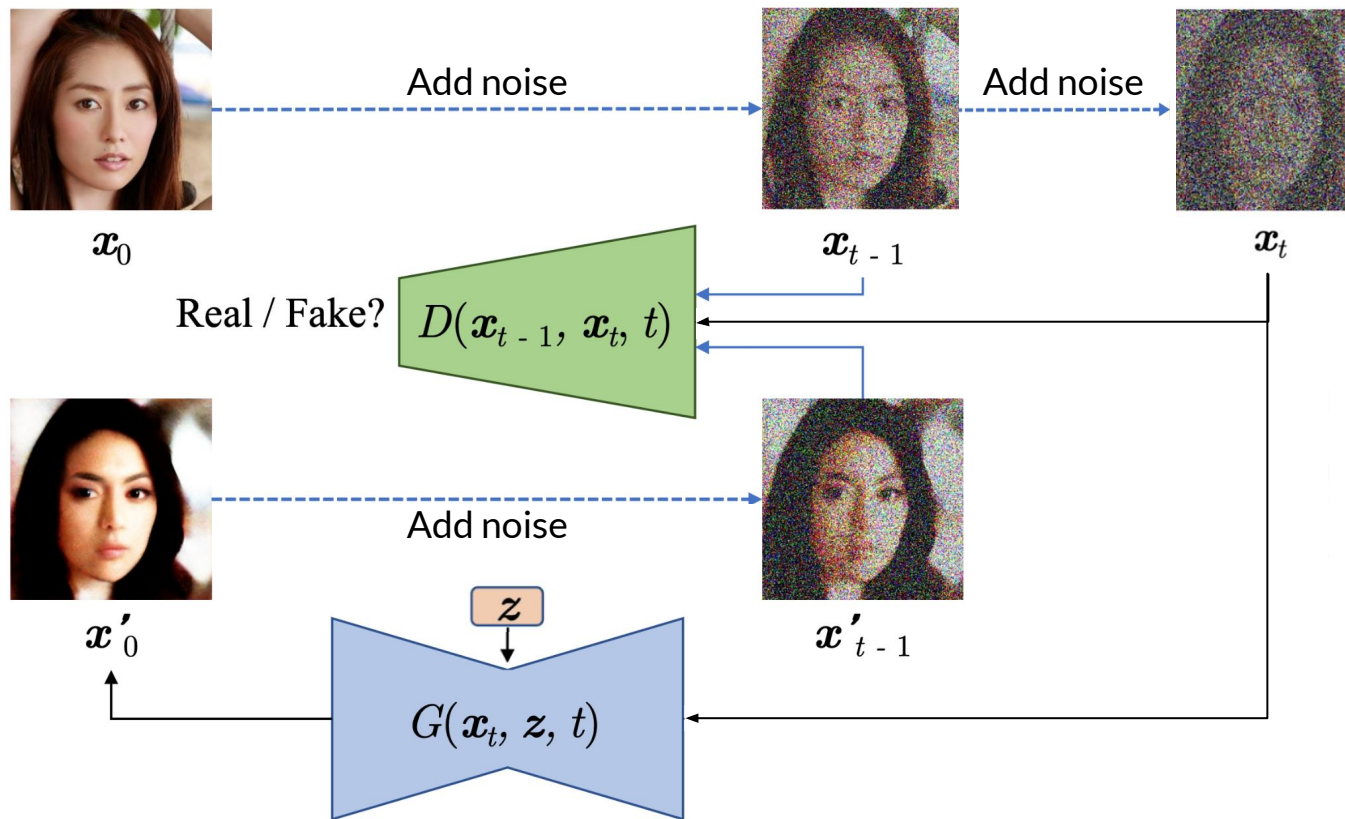 Add noise
Add noise
x₀
xₜ ₋ ₁
xₜ
Real / Fake?
D(xₜ ₋ ₁, xₜ, t)
Add noise
z
x'₀
x'ₜ ₋ ₁
G(xₜ, z, t)